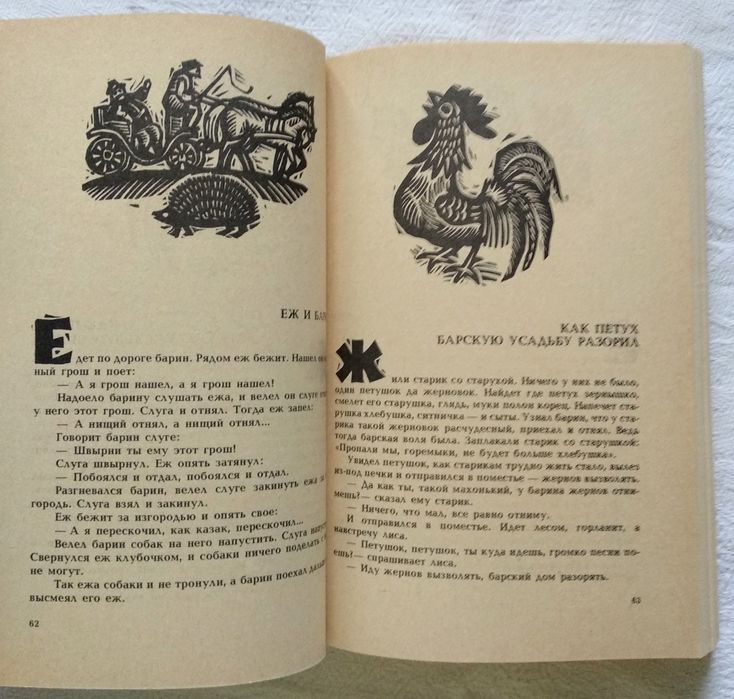 ЕЖ И
Едет по дороге барин. Рядом еж бежит. Нашел
ный грош и поет:
— А я грош нашел, а я грош нашел!
Надоело барину слушать ежа, и велел он слуге
у него этот грош. Слуга и отнял. Тогда еж запел:
— А нищий отнял, а нищий отнял...
Говорит барин слуге:
— Швырни ты ему этот грош!
Слуга швырнул. Еж опять затянул:
— Побоялся и отдал, побоялся и отдал.
Разгневался барин, велел слуге закинуть ежа за
городь. Слуга взял и закинул.
Еж бежит за изгородью и опять свое:
— А я перескочил, как казак, перескочил...
Велел барин собак на него напустить. Слуга
Свернулся еж клубочком, и собаки ничего поделать с
не могут.
Так ежа собаки и не тронули, а барин поехал
высмеял его еж.
62
КАК ПЕТУХ
БАРСКУЮ УСАДЬБУ РАЗОРИЛ
Жили старик со старухой. Ничего у них не было,
один петушок да жерновок. Найдет где петух зернышко,
смелет его старушка, глядь, муки полон корец. Напечет ста-
рушка хлебушка, ситничка — и сыты. Узнал барин, что у ста-
рика такой жерновок расчудесный, приехал и отнял. Ведь
тогда барская воля была. Заплакали старик со старушкой:
«Пропали мы, горемыки, не будет больше хлебушка».
Увидел петушок, как старикам трудно жить стало, вылез
из-под печки и отправился в поместье — жернов вызволять.
— Да как ты, такой махонький, у барина жернов отни-
мешь?— сказал ему старик.
— Ничего, что мал, все равно отниму.
И отправился в поместье. Идет лесом, горланит, а
навстречу лиса.
— Петушок, петушок, ты куда идешь, громко песни по-
ешь?— спрашивает лиса.
— Иду жернов вызволять, барский дом разорять.
63